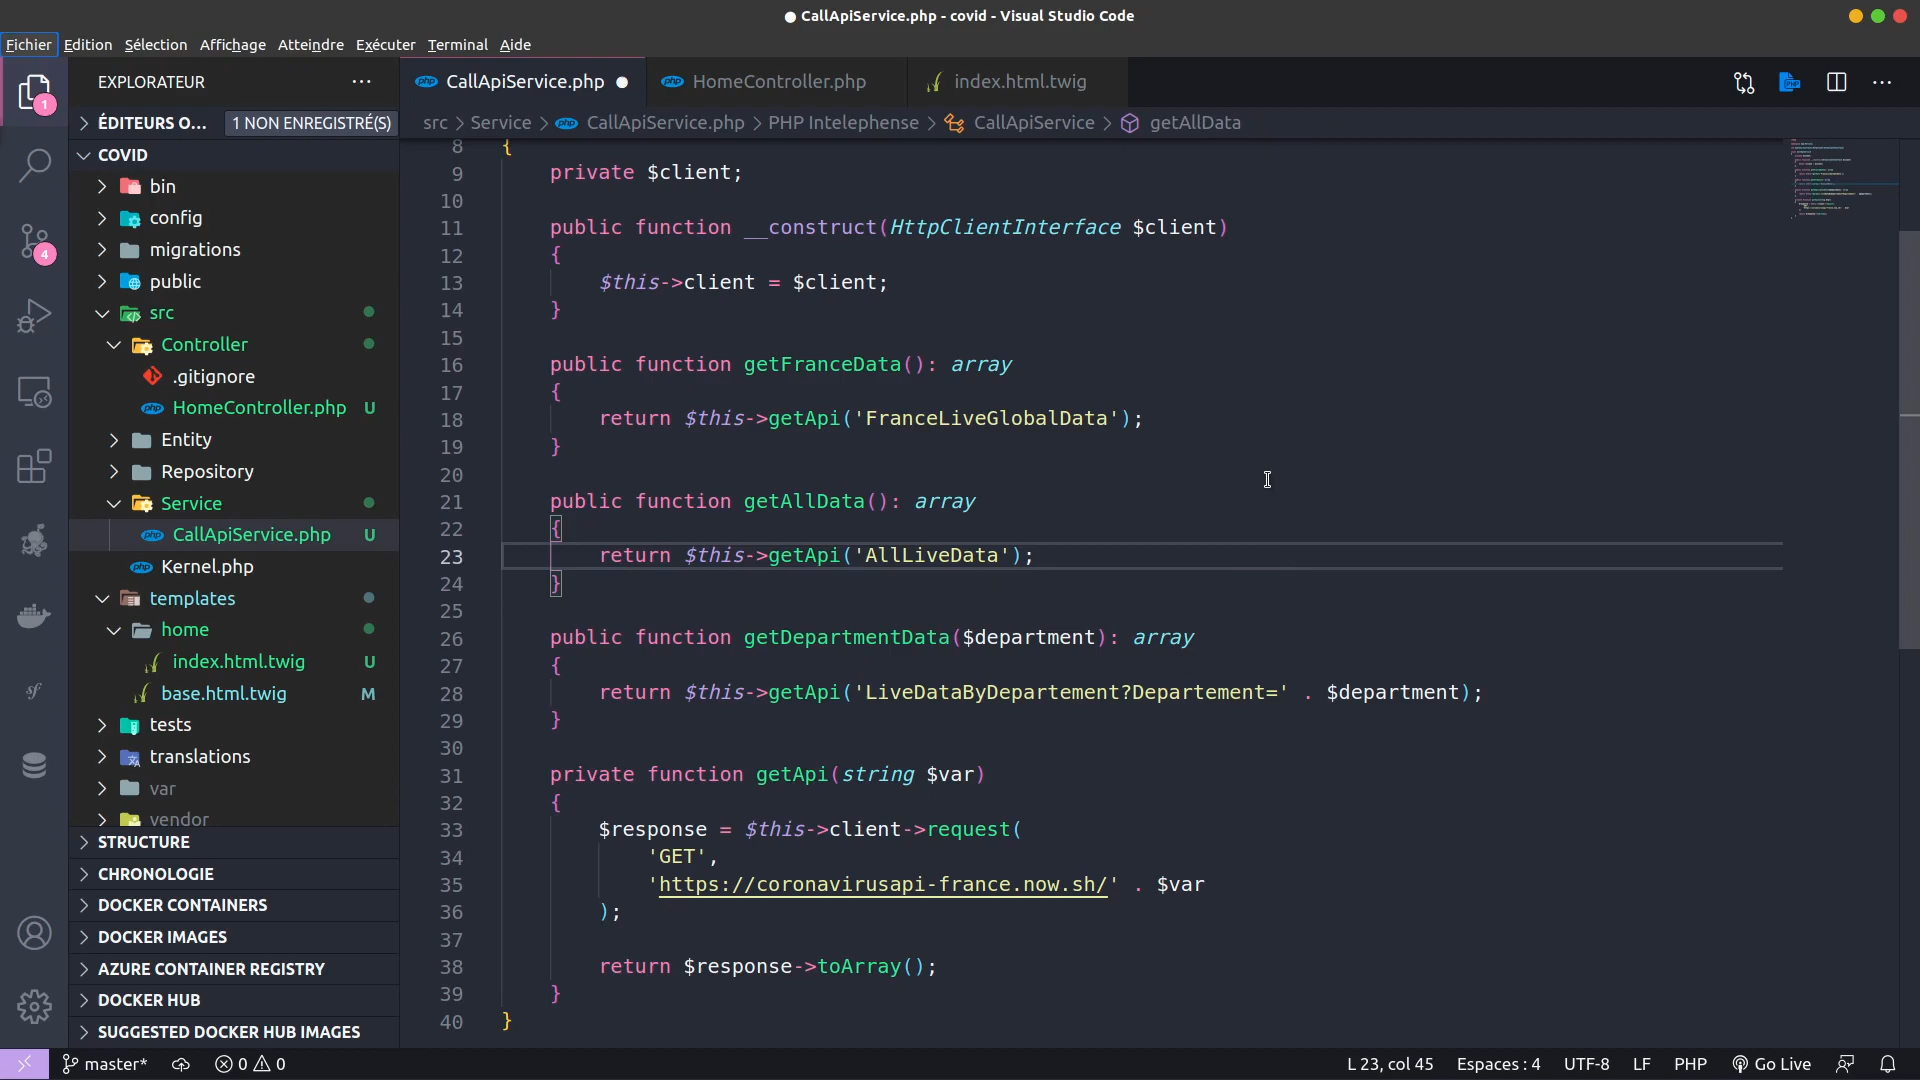 CallApiService.php - covid - Visual Studio Code
Fichier Edition Sélection Affichage Atteindre Exécuter Terminal Aide
EXPLORATEUR
CallApiService.php
HomeController.php
index.html.twig
ÉDITEURS O... 1 NON ENREGISTRÉ(S)
src > Service > CallApiService.php > PHP Intelephense > CallApiService > getAllData
1
4
COVID
bin
config
migrations
public
src
Controller
.gitignore
HomeController.php U
Entity
Repository
Service
CallApiService.php U
Kernel.php
templates
home
index.html.twig U
base.html.twig M
tests
translations
var
vendor
STRUCTURE
CHRONOLOGIE
DOCKER CONTAINERS
DOCKER IMAGES
AZURE CONTAINER REGISTRY
DOCKER HUB
SUGGESTED DOCKER HUB IMAGES
8 {
9 private $client;
10
11 public function __construct(HttpClientInterface $client)
12 {
13 $this->client = $client;
14 }
15
16 public function getFranceData(): array
17 {
18 return $this->getApi('FranceLiveGlobalData');
19 }
20
21 public function getAllData(): array
22 {
23 return $this->getApi('AllLiveData');
24 }
25
26 public function getDepartmentData($department): array
27 {
28 return $this->getApi('LiveDataByDepartement?Departement=' . $department);
29 }
30
31 private function getApi(string $var)
32 {
33 $response = $this->client->request(
34 'GET',
35 'https://coronavirusapi-france.now.sh/' . $var
36 );
37
38 return $response->toArray();
39 }
40 }
master* 0 0 L 23, col 45 Espaces : 4 UTF-8 LF PHP Go Live